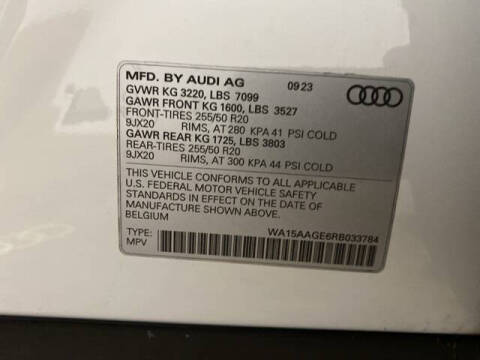 MFD. BY AUDI AG 09 23
GVWR KG 3220, LBS 7099
GAWR FRONT KG 1600, LBS 3527
FRONT-TIRES 255/50 R20
9JX20 RIMS, AT 280 KPA 41 PSI COLD
GAWR REAR KG 1725, LBS 3803
REAR-TIRES 255/50 R20
9JX20 RIMS, AT 300 KPA 44 PSI COLD
THIS VEHICLE CONFORMS TO ALL APPLICABLE
U.S. FEDERAL MOTOR VEHICLE SAFETY
STANDARDS IN EFFECT ON THE DATE OF
MANUFACTURE SHOWN ABOVE.
BELGIUM
TYPE: WA15AAGE6RB033784
MPV